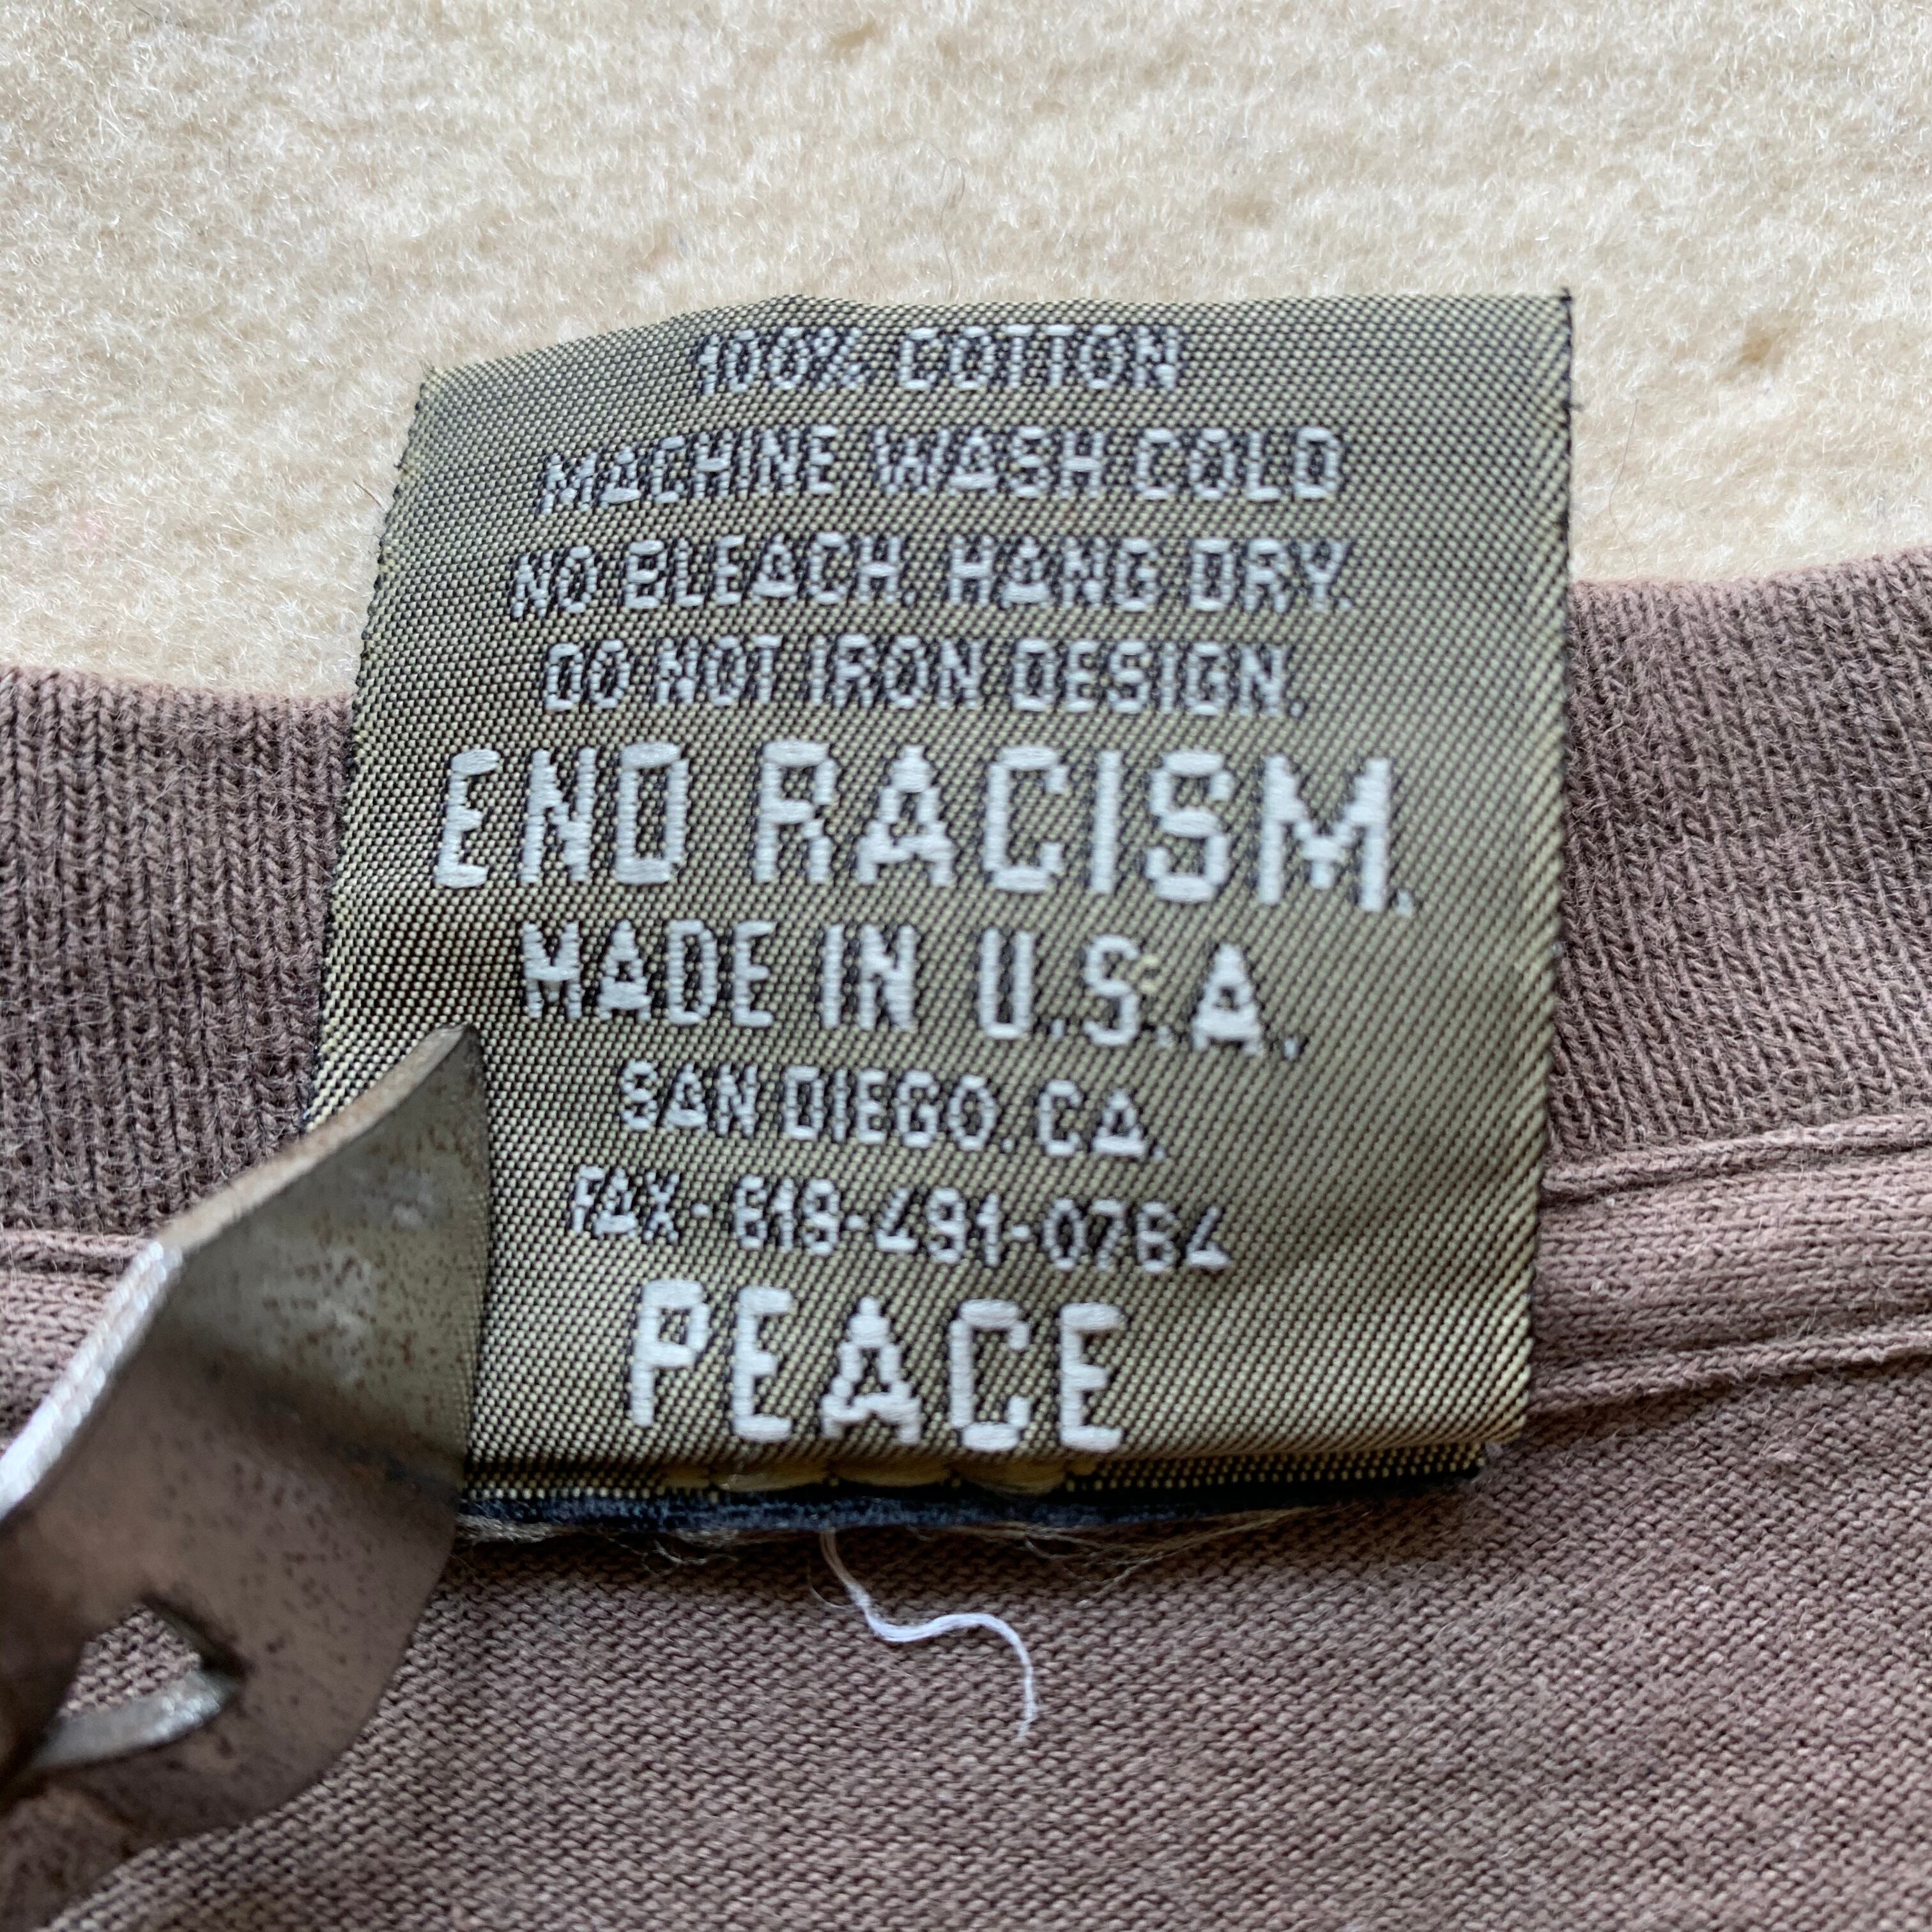 100% COTTON
MACHINE WASH COLD
NO BLEACH, HANG DRY.
DO NOT IRON DESIGN.
END RACISM.
MADE IN U.S.A.
SAN DIEGO, CA.
FAX-619-491-0764
PEACE